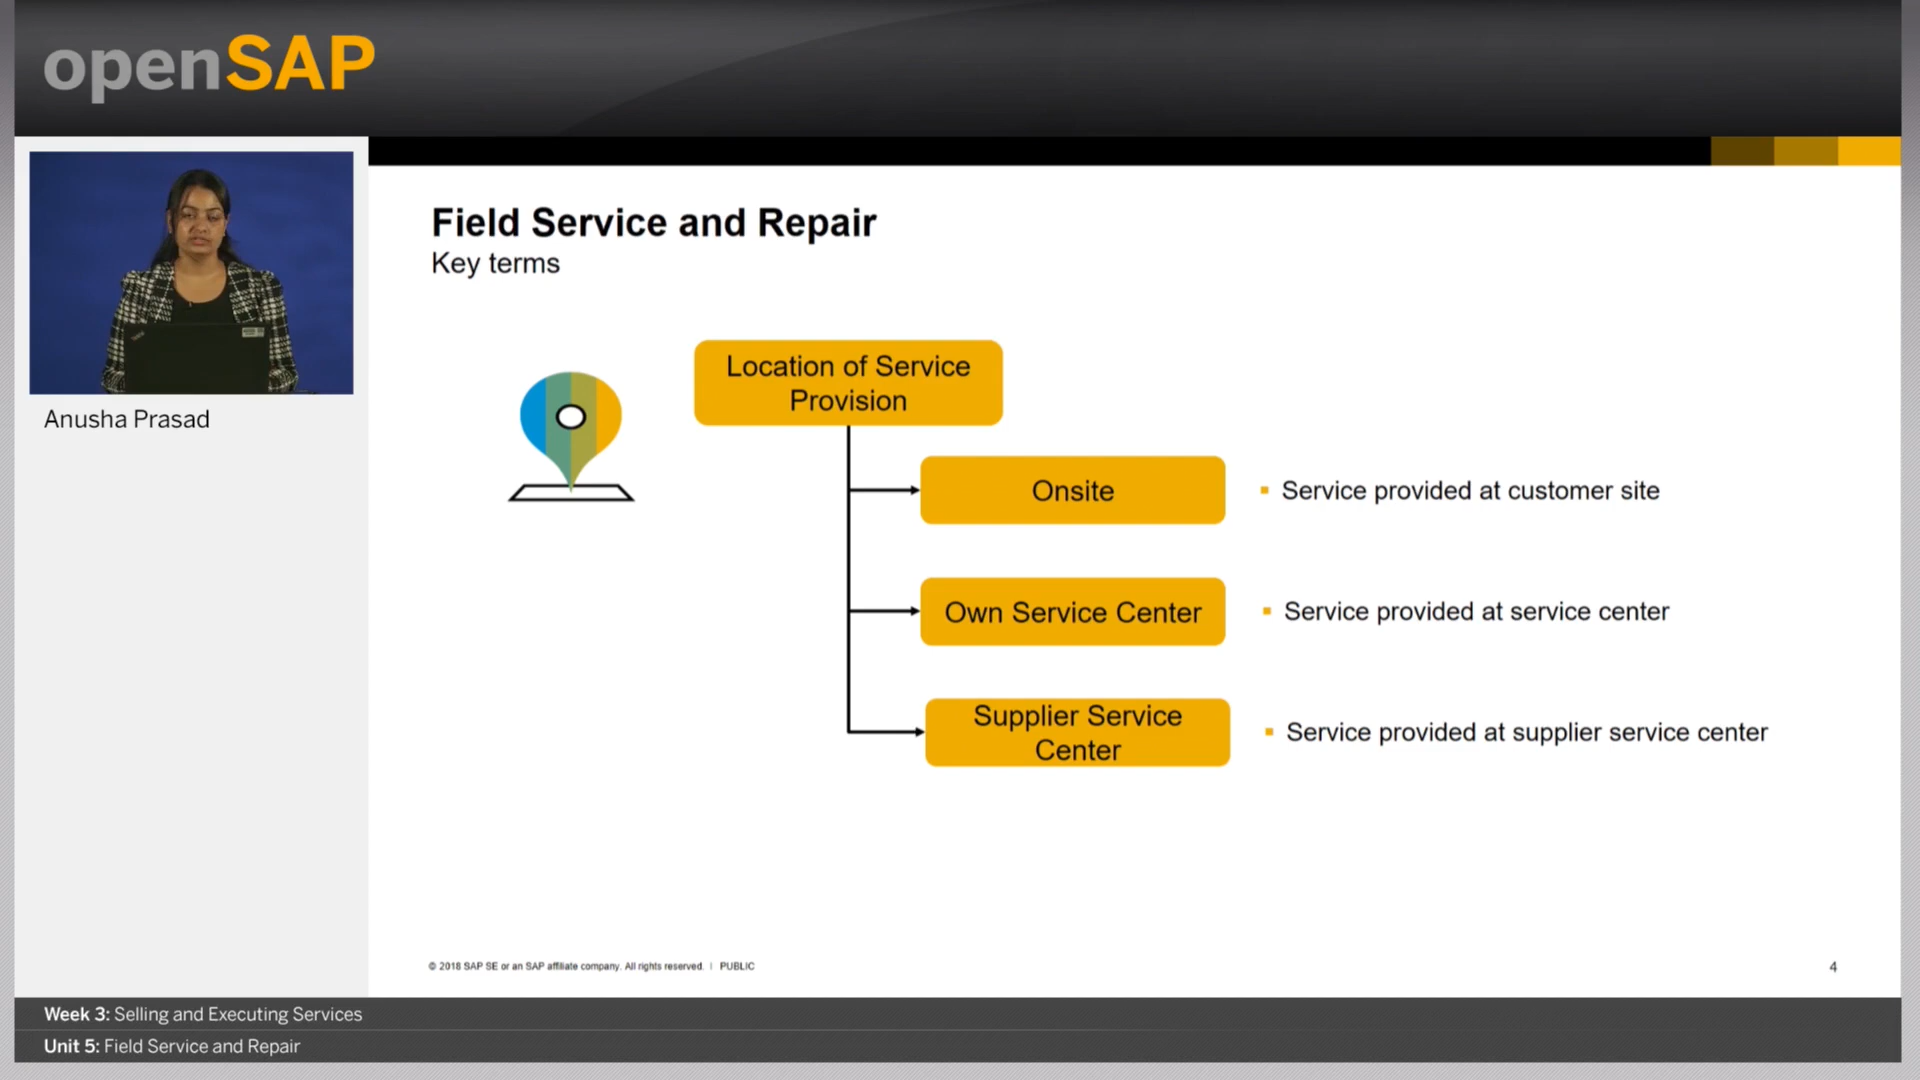 openSAP
Anusha Prasad
Field Service and Repair
Key terms
Location of Service
Provision
Onsite
▪ Service provided at customer site
Own Service Center
▪ Service provided at service center
Supplier Service
Center
▪ Service provided at supplier service center
© 2018 SAP SE or an SAP affiliate company. All rights reserved. | PUBLIC
4
Week 3: Selling and Executing Services
Unit 5: Field Service and Repair